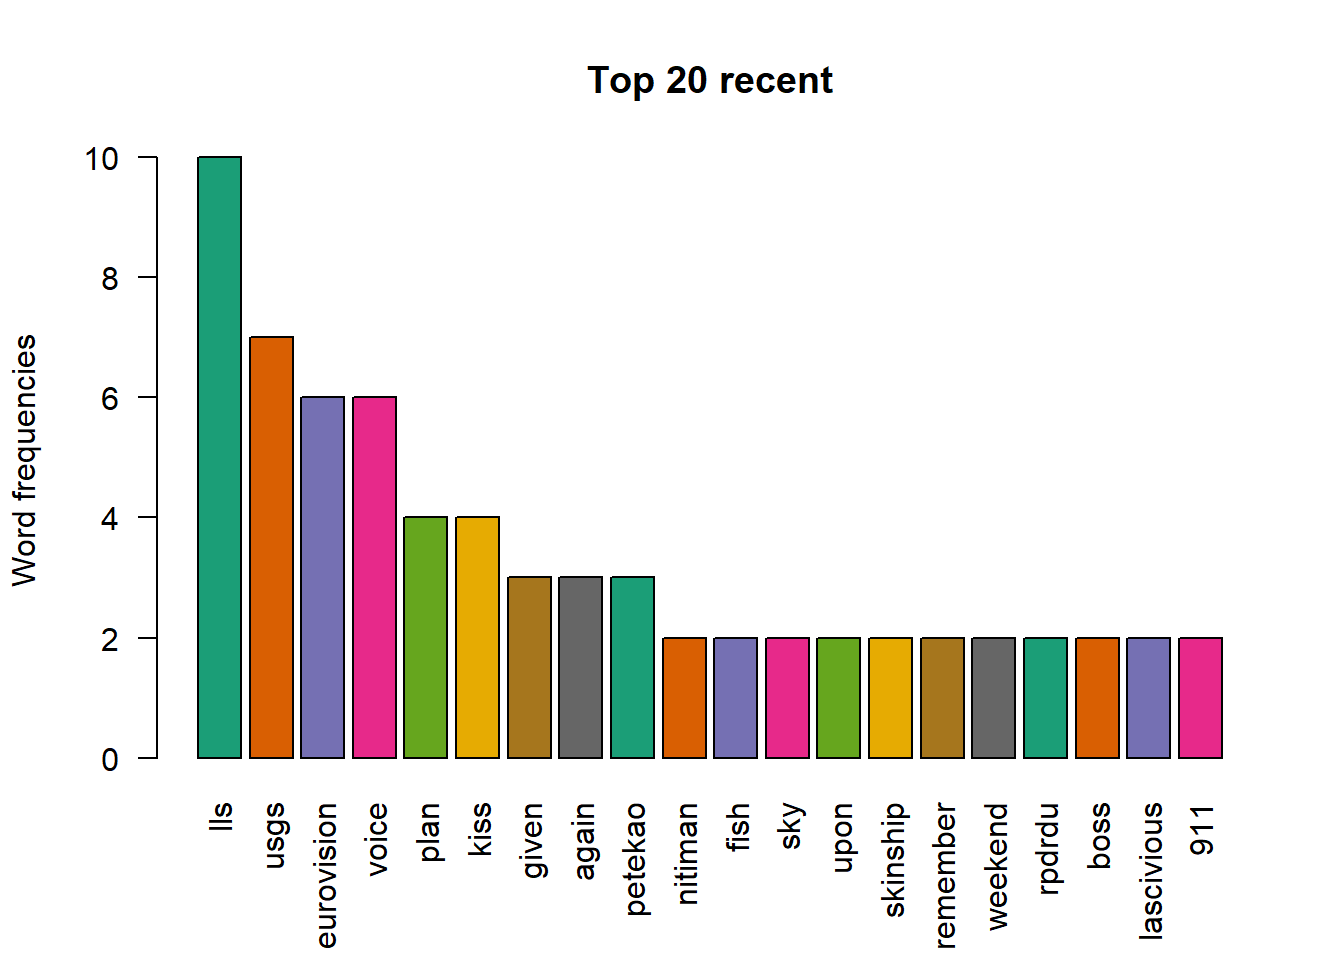 Top 20 recent
Word frequencies
10
8
6
4
2
0
lls
usgs
eurovision
voice
plan
kiss
given
again
petekao
nitiman
fish
sky
upon
skinship
remember
weekend
rpdrdu
boss
lascivious
911